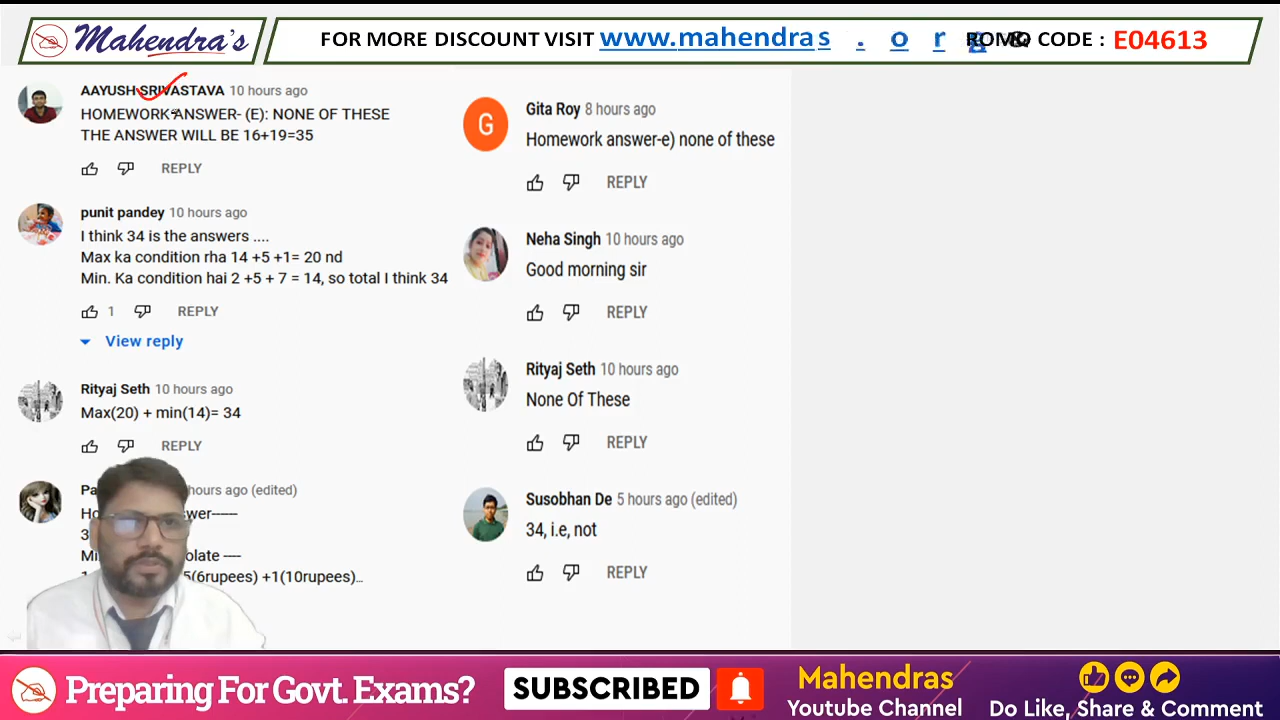 Mahendra's
FOR MORE DISCOUNT VISIT www.mahendras.org
ROMO CODE : E04613
AAYUSH SRIVASTAVA 10 hours ago
HOMEWORK ANSWER- (E): NONE OF THESE
THE ANSWER WILL BE 16+19=35
REPLY
punit pandey 10 hours ago
I think 34 is the answers ....
Max ka condition rha 14 +5 +1= 20 nd
Min. Ka condition hai 2 +5 + 7 = 14, so total I think 34
1 REPLY
View reply
Rityaj Seth 10 hours ago
Max(20) + min(14)= 34
REPLY
hours ago (edited)
5(6rupees) +1(10rupees)...
Gita Roy 8 hours ago
Homework answer-e) none of these
REPLY
Neha Singh 10 hours ago
Good morning sir
REPLY
Rityaj Seth 10 hours ago
None Of These
REPLY
Susobhan De 5 hours ago (edited)
34, i.e, not
REPLY
Preparing For Govt. Exams?
SUBSCRIBED
Mahendras
Youtube Channel
Do Like, Share & Comment